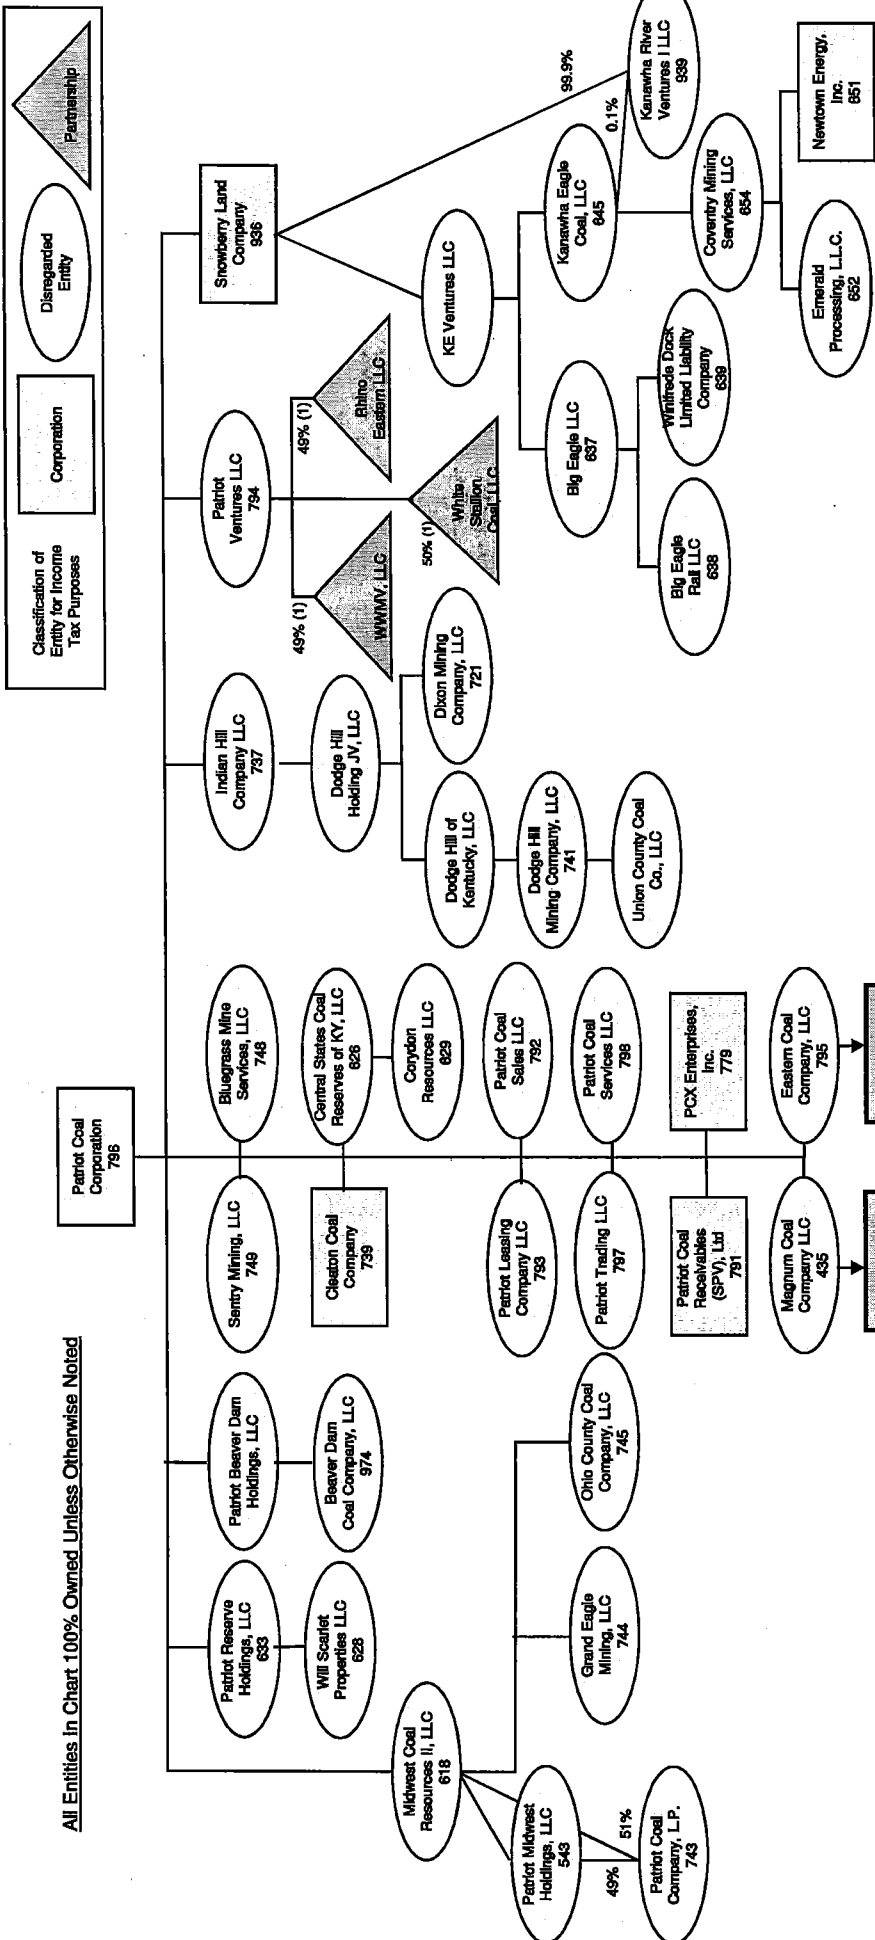 All Entities In Chart 100% Owned Unless Otherwise Noted
Classification of
Entity for Income
Tax Purposes
Corporation
Disregarded
Entity
Partnership
Patriot Coal
Corporation
796
Midwest Coal
Resources II, LLC
618
Patriot Midwest
Holdings, LLC
543
49%
51%
Patriot Coal
Company, L.P.
743
Grand Eagle
Mining, LLC
744
Ohio County Coal
Company, LLC
745
Patriot Reserve
Holdings, LLC
633
Will Scarlet
Properties LLC
628
Patriot Beaver Dam
Holdings, LLC
Beaver Dam
Coal Company, LLC
974
Sentry Mining, LLC
749
Bluegrass Mine
Services, LLC
748
Cleaton Coal
Company
739
Central States Coal
Reserves of KY, LLC
626
Corydon
Resources LLC
629
Patriot Leasing
Company LLC
793
Patriot Coal
Sales LLC
792
Patriot Trading LLC
797
Patriot Coal
Services LLC
798
Patriot Coal
Receivables
(SPV), Ltd
791
PCX Enterprises,
Inc.
779
Magnum Coal
Company LLC
435
Eastern Coal
Company, LLC
795
Indian Hill
Company LLC
737
Dodge Hill
Holding JV, LLC
Dodge Hill of
Kentucky, LLC
Dixon Mining
Company, LLC
721
Dodge Hill
Mining Company, LLC
741
Union County Coal
Co., LLC
Patriot
Ventures LLC
794
49% (1)
WWMV, LLC
50% (1)
White
Stallion
Coal, LLC
49% (1)
Rhino
Eastern LLC
Snowberry Land
Company
936
KE Ventures LLC
99.9%
Big Eagle LLC
637
Kanawha Eagle
Coal, LLC
645
0.1%
Kanawha River
Ventures I LLC
939
Big Eagle
Rail LLC
638
Winifrede Dock
Limited Liability
Company
639
Coventry Mining
Services, LLC
654
Emerald
Processing, L.L.C.
652
Newtown Energy,
Inc.
651